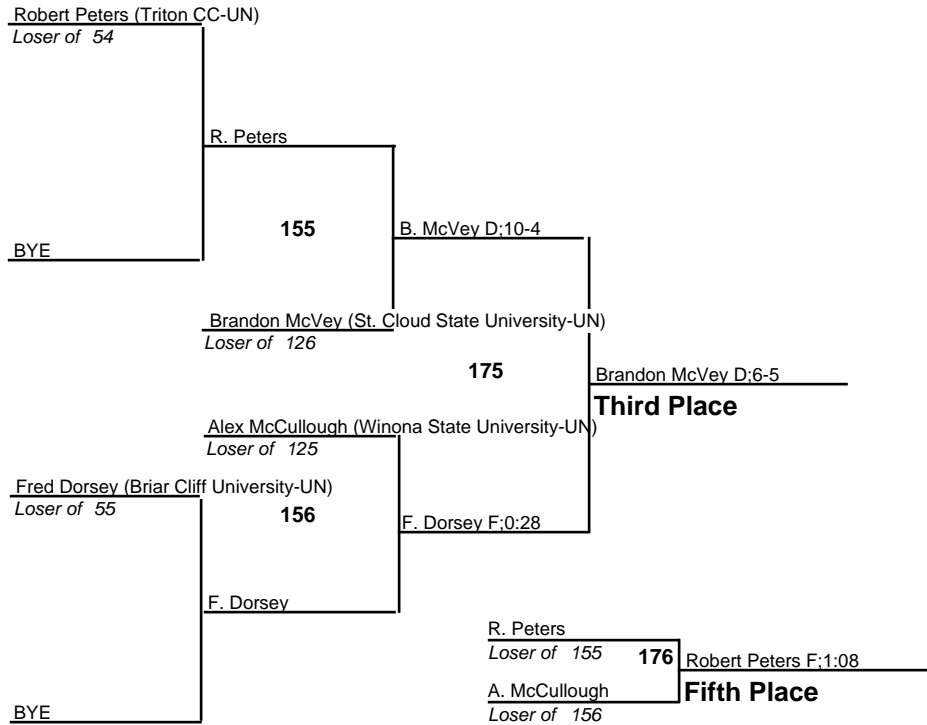 Robert Peters (Triton CC-UN)
Loser of 54
R. Peters
155
B. McVey D;10-4
BYE
Brandon McVey (St. Cloud State University-UN)
Loser of 126
175
Brandon McVey D;6-5
Third Place
Alex McCullough (Winona State University-UN)
Loser of 125
Fred Dorsey (Briar Cliff University-UN)
Loser of 55
156
F. Dorsey F;0:28
F. Dorsey
R. Peters
Loser of 155
176
Robert Peters F;1:08
Fifth Place
A. McCullough
Loser of 156
BYE